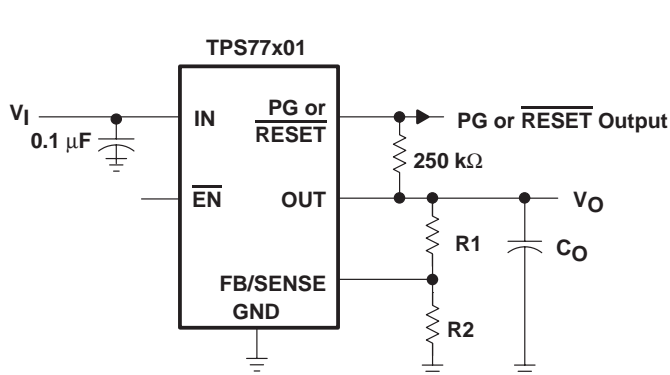 TPS77x01
VI
0.1 μF
IN
PG or
RESET
PG or RESET Output
250 kΩ
EN
OUT
VO
R1
CO
FB/SENSE
GND
R2